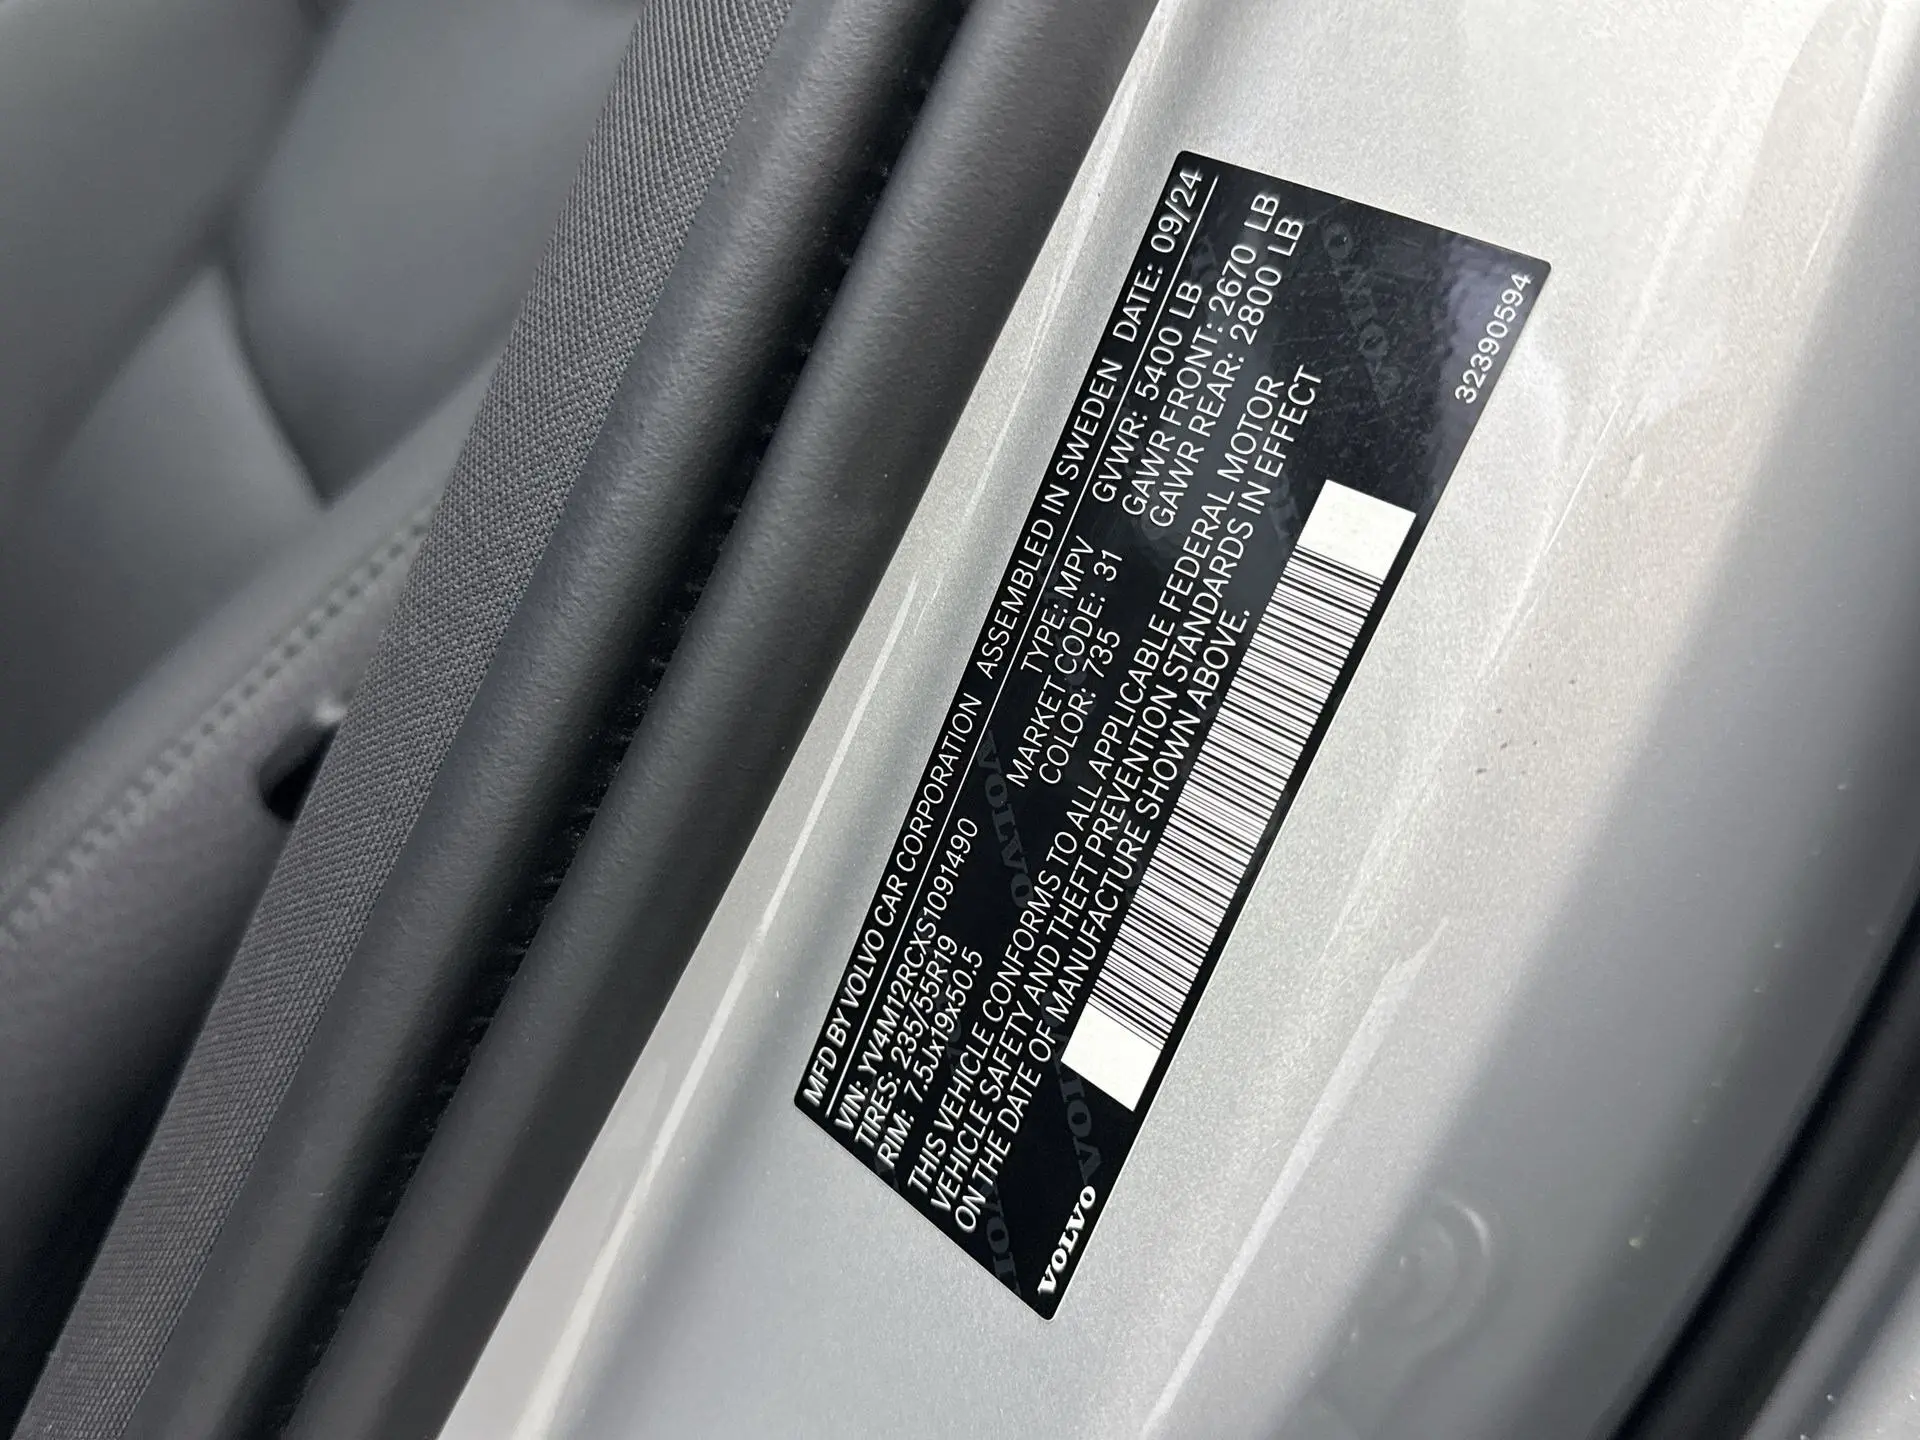 MFD BY VOLVO CAR CORPORATION ASSEMBLED IN SWEDEN DATE: 09/24
VIN: YV4M12RCXS1091490 TYPE: MPV GVWR: 5400 LB
TIRES: 235/55R19 MARKET CODE: 31 GAWR FRONT: 2670 LB
RIM: 7.5Jx19x50.5 COLOR: 735 GAWR REAR: 2800 LB
THIS VEHICLE CONFORMS TO ALL APPLICABLE FEDERAL MOTOR
VEHICLE SAFETY AND THEFT PREVENTION STANDARDS IN EFFECT
ON THE DATE OF MANUFACTURE SHOWN ABOVE.
VOLVO 32390594